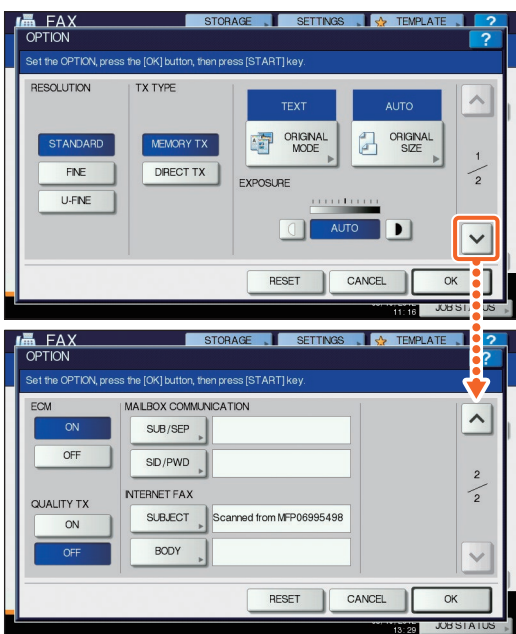 FAX STORAGE SETTINGS TEMPLATE ?
OPTION ?
Set the OPTION, press the [OK] button, then press [START] key.
RESOLUTION TX TYPE
TEXT AUTO
STANDARD MEMORY TX ORIGINAL MODE ORIGINAL SIZE
FINE DIRECT TX
1
2
EXPOSURE
U-FINE
AUTO
RESET CANCEL OK
11:16 JOB STATUS
FAX STORAGE SETTINGS TEMPLATE ?
OPTION ?
Set the OPTION, press the [OK] button, then press [START] key.
ECM MAILBOX COMMUNICATION
ON SUB/SEP
OFF SID/PWD
2
2
INTERNET FAX
QUALITY TX
ON SUBJECT Scanned from MFP06995498
OFF BODY
RESET CANCEL OK
13:29 JOB STATUS